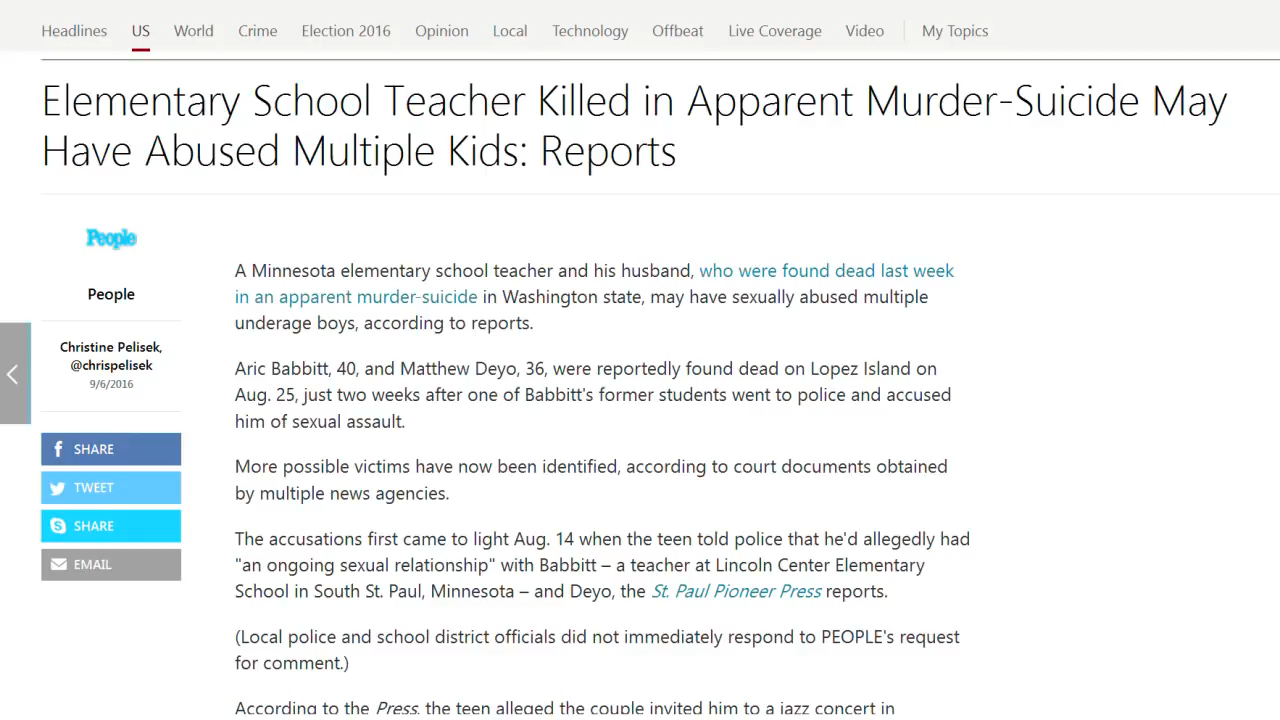 Headlines US World Crime Election 2016 Opinion Local Technology Offbeat Live Coverage Video My Topics
Elementary School Teacher Killed in Apparent Murder-Suicide May
Have Abused Multiple Kids: Reports
People
People
Christine Pelisek,
@chrispelisek
9/6/2016
SHARE
TWEET
SHARE
EMAIL
A Minnesota elementary school teacher and his husband, who were found dead last week
in an apparent murder-suicide in Washington state, may have sexually abused multiple
underage boys, according to reports.
Aric Babbitt, 40, and Matthew Deyo, 36, were reportedly found dead on Lopez Island on
Aug. 25, just two weeks after one of Babbitt's former students went to police and accused
him of sexual assault.
More possible victims have now been identified, according to court documents obtained
by multiple news agencies.
The accusations first came to light Aug. 14 when the teen told police that he'd allegedly had
"an ongoing sexual relationship" with Babbitt – a teacher at Lincoln Center Elementary
School in South St. Paul, Minnesota – and Deyo, the St. Paul Pioneer Press reports.
(Local police and school district officials did not immediately respond to PEOPLE's request
for comment.)
According to the Press, the teen alleged the couple invited him to a jazz concert in